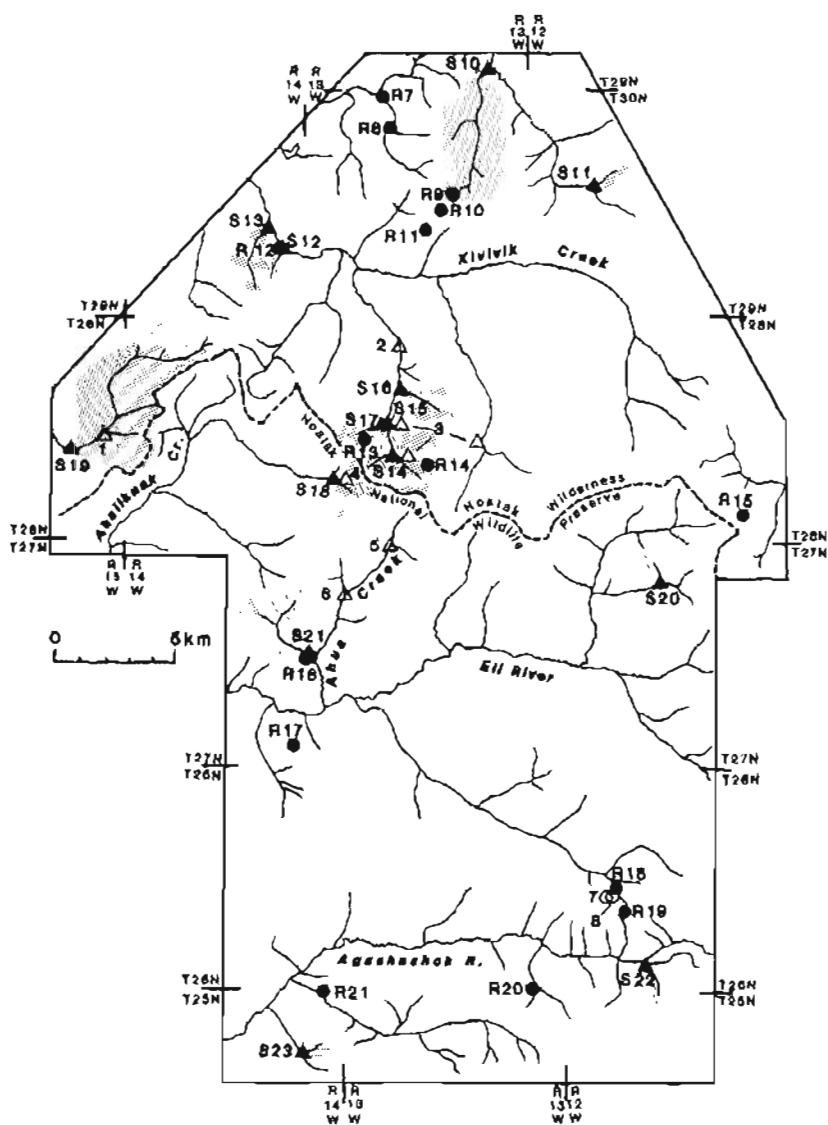 R
13
W
R
12
W
S10
R
14
W
R
13
W
R7
T29N
T30N
R8
S11
R9
R10
R11
S13
R12
S12
Kivivik Creek
T29N
T28N
T29N
T28N
2
S16
S17
S15
3
R13
S14
R14
1
S19
Noatak
S18
4
National
Noatak
Wildlife
Wilderness
Preserve
R15
Cr.
T28N
T27N
T28N
T27N
R
15
W
R
14
W
5
Creek
6
S20
0
5km
S21
R16
Ahua
Eli River
R17
T27N
T26N
T27N
T26N
R18
7
8
R19
Agashashok R.
S22
T26N
T25N
R21
R20
T26N
T25N
S23
R
14
W
R
13
W
R
13
W
R
12
W